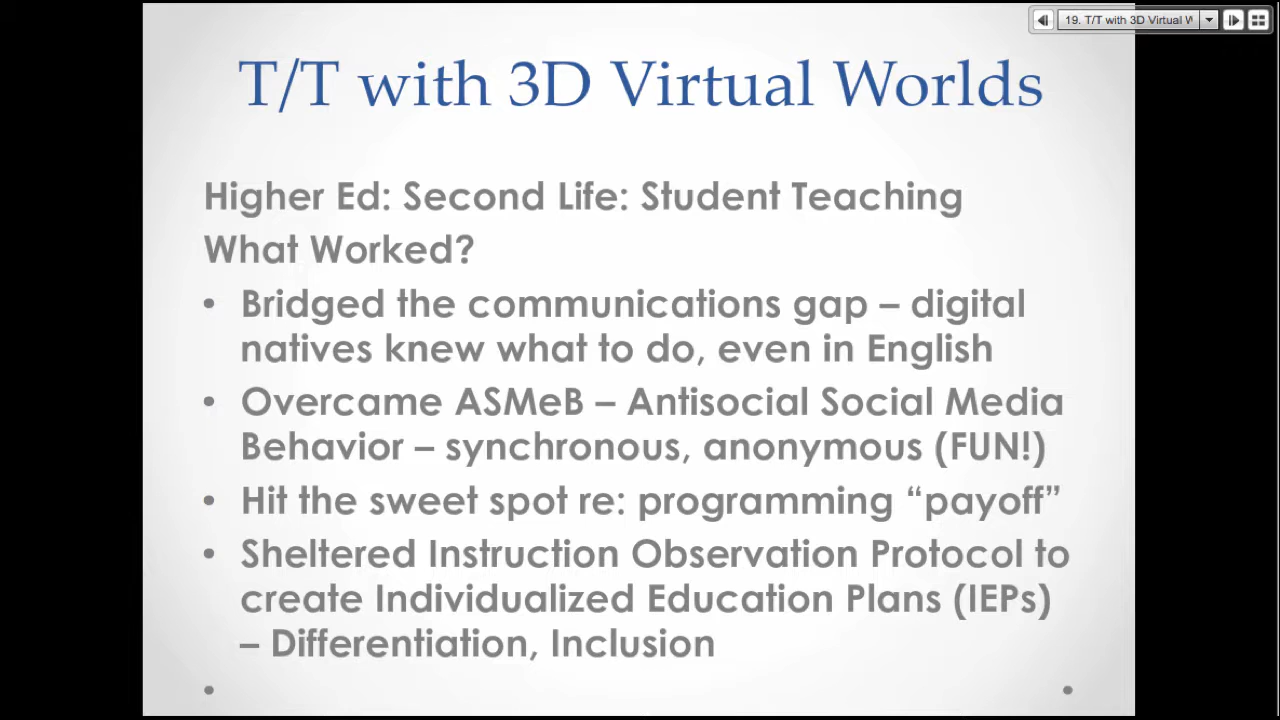 19. T/T with 3D Virtual W
T/T with 3D Virtual Worlds
Higher Ed: Second Life: Student Teaching
What Worked?
• Bridged the communications gap – digital
natives knew what to do, even in English
• Overcame ASMeB – Antisocial Social Media
Behavior – synchronous, anonymous (FUN!)
• Hit the sweet spot re: programming “payoff”
• Sheltered Instruction Observation Protocol to
create Individualized Education Plans (IEPs)
– Differentiation, Inclusion